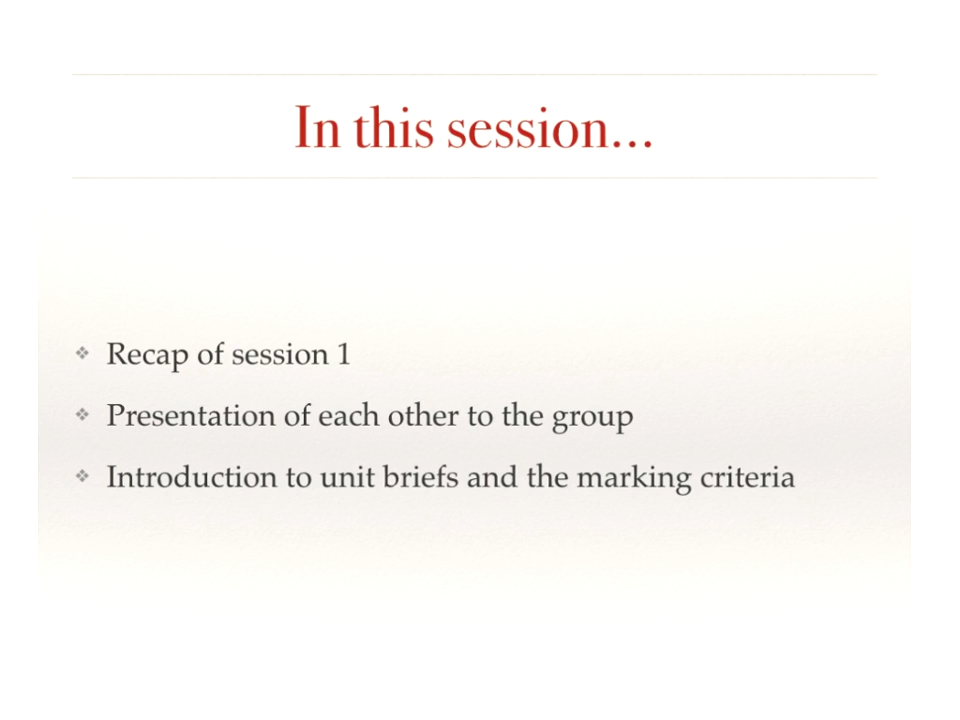 In this session...
Recap of session 1
Presentation of each other to the group
Introduction to unit briefs and the marking criteria